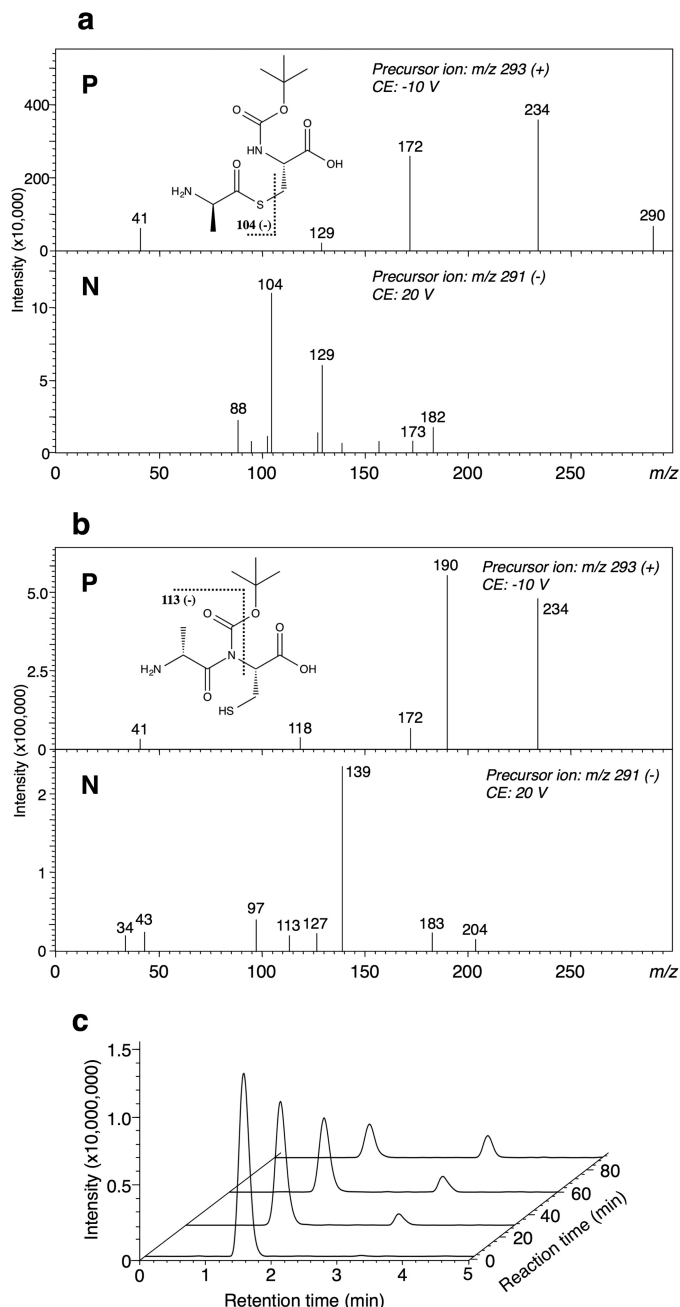 a
P
Precursor ion: m/z 293 (+)
CE: -10 V
O
O
HN
O
OH
O
H₂N
S
104 (-)
41
129
172
234
290
400
200
0
Intensity (x10,000)
N
Precursor ion: m/z 291 (-)
CE: 20 V
88
104
129
173
182
10
5
0
0 50 100 150 200 250 m/z
b
P
Precursor ion: m/z 293 (+)
CE: -10 V
113 (-)
O
O
O
N
OH
H₂N
O
HS
41
118
172
190
234
5.0
2.5
0
Intensity (x100,000)
N
Precursor ion: m/z 291 (-)
CE: 20 V
34
43
97
113
127
139
183
204
2
1
0
0 50 100 150 200 250 m/z
c
1.5
1.0
0.5
0
Intensity (x10,000,000)
0 1 2 3 4 5
Retention time (min)
0
20
40
60
80
Reaction time (min)